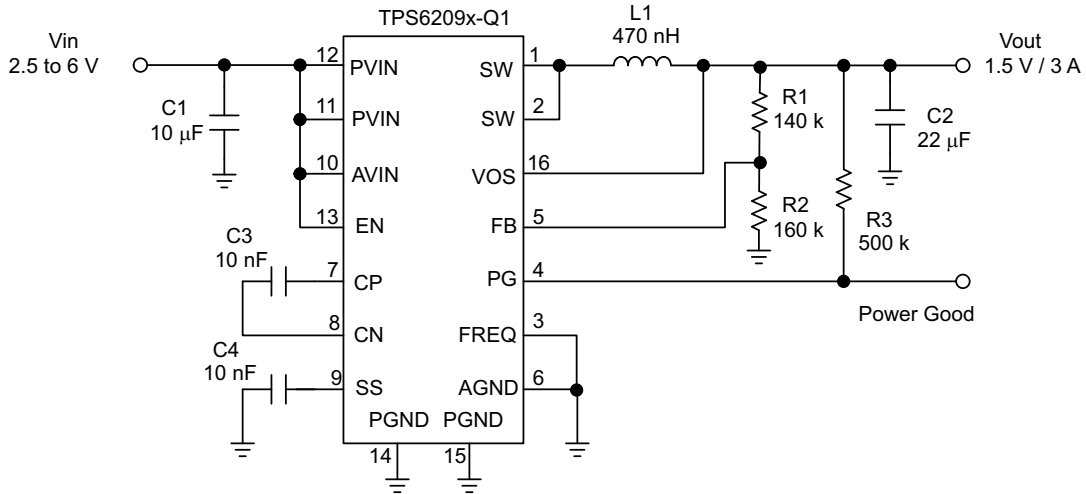 TPS6209x-Q1
L1
470 nH
Vin
2.5 to 6 V
Vout
1.5 V / 3 A
12
PVIN
SW
1
C1
10 μF
11
PVIN
SW
2
R1
140 k
C2
22 μF
10
AVIN
VOS
16
13
EN
FB
5
R2
160 k
R3
500 k
C3
10 nF
7
CP
PG
4
Power Good
8
CN
FREQ
3
C4
10 nF
9
SS
AGND
6
PGND PGND
14
15